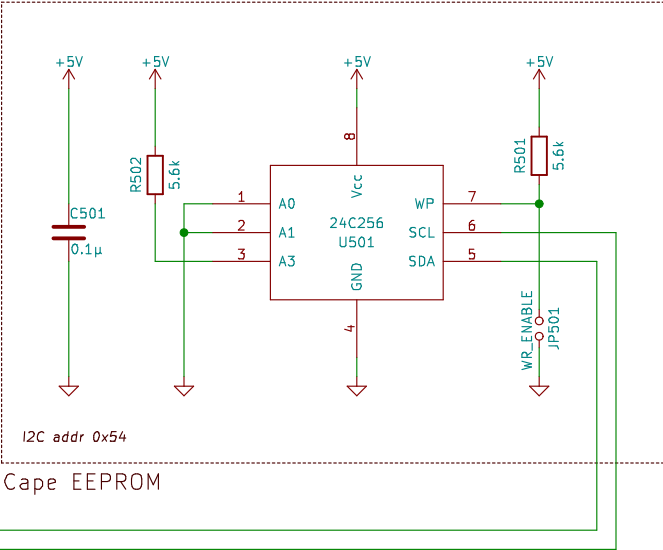 +5V
+5V
+5V
+5V
C501
0.1µ
R502
5.6k
8
Vcc
R501
5.6k
1
A0
2
A1
3
A3
24C256
U501
WP
7
SCL
6
SDA
5
GND
4
WR_ENABLE
JP501
I2C addr 0x54
Cape EEPROM